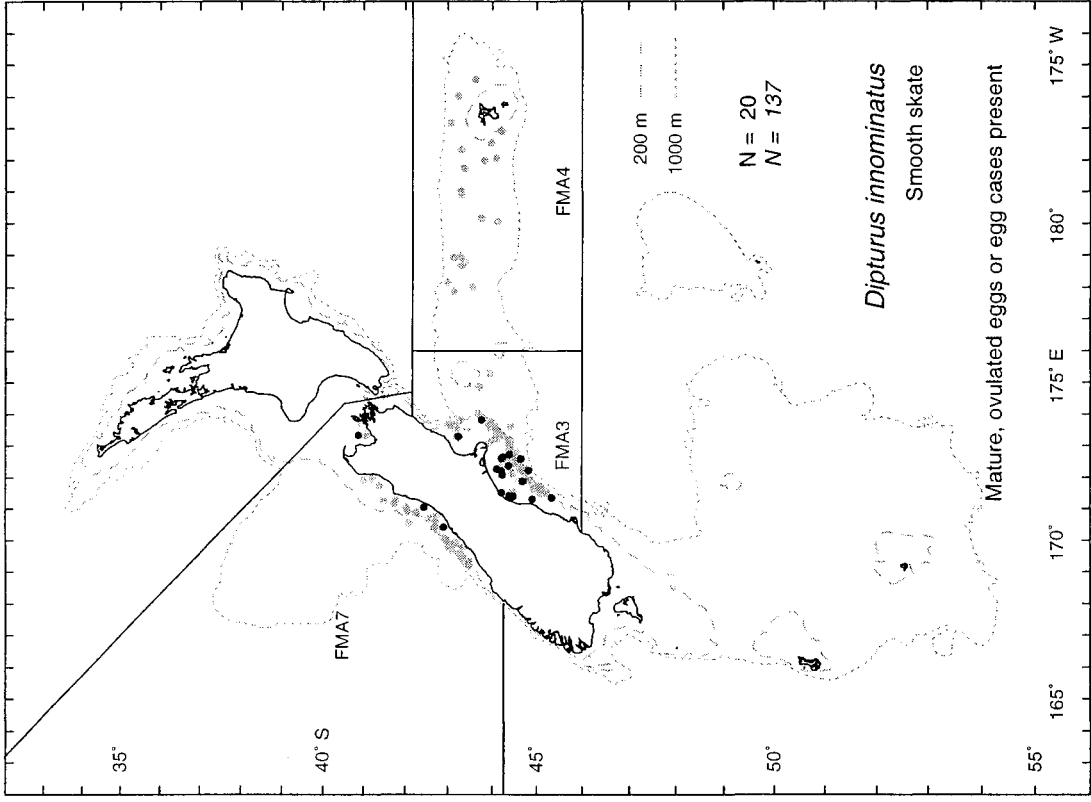 35°
40° S
45°
50°
55°
165°
170°
175° E
180°
175° W
FMA7
FMA3
FMA4
200 m
1000 m
N = 20
N = 137
Dipturus innominatus
Smooth skate
Mature, ovulated eggs or egg cases present